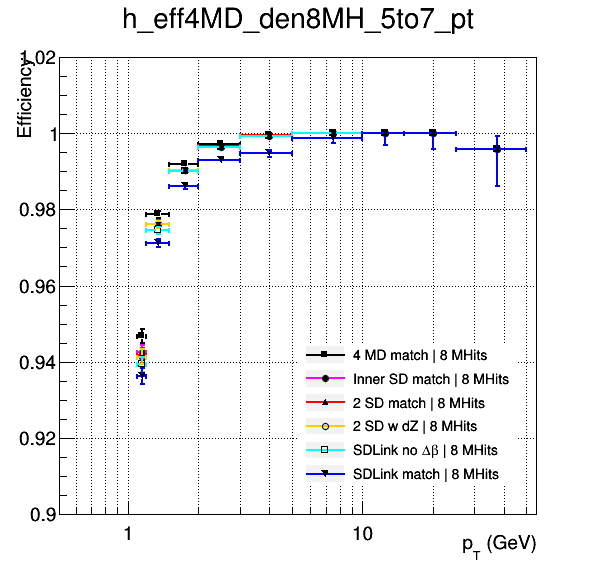 h_eff4MD_den8MH_5to7_pt
Efficiency
1.02
1
0.98
0.96
0.94
0.92
0.9
4 MD match | 8 MHits
Inner SD match | 8 MHits
2 SD match | 8 MHits
2 SD w dZ | 8 MHits
SDLink no Δβ | 8 MHits
SDLink match | 8 MHits
1
10
p_T (GeV)